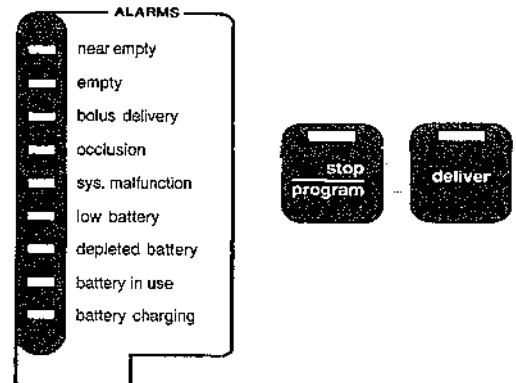 ALARMS
near empty
empty
bolus delivery
occlusion
sys. malfunction
low battery
depleted battery
battery in use
battery charging
stop
program
deliver